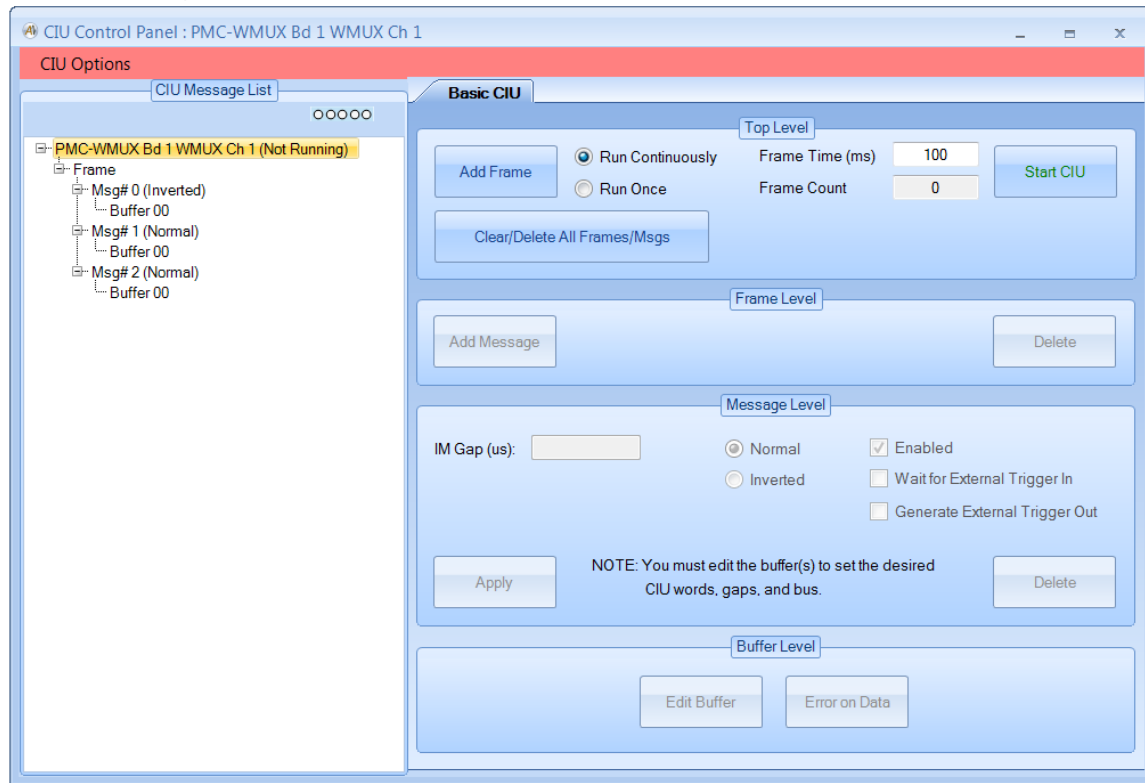 CIU Control Panel : PMC-WMUX Bd 1 WMUX Ch 1
CIU Options
CIU Message List
PMC-WMUX Bd 1 WMUX Ch 1 (Not Running)
Frame
Msg# 0 (Inverted)
Buffer 00
Msg# 1 (Normal)
Buffer 00
Msg# 2 (Normal)
Buffer 00
Basic CIU
Top Level
Add Frame
Run Continuously
Run Once
Frame Time (ms)
100
Frame Count
0
Start CIU
Clear/Delete All Frames/Msgs
Frame Level
Add Message
Delete
Message Level
IM Gap (us):
Normal
Inverted
Enabled
Wait for External Trigger In
Generate External Trigger Out
Apply
NOTE: You must edit the buffer(s) to set the desired
CIU words, gaps, and bus.
Delete
Buffer Level
Edit Buffer
Error on Data